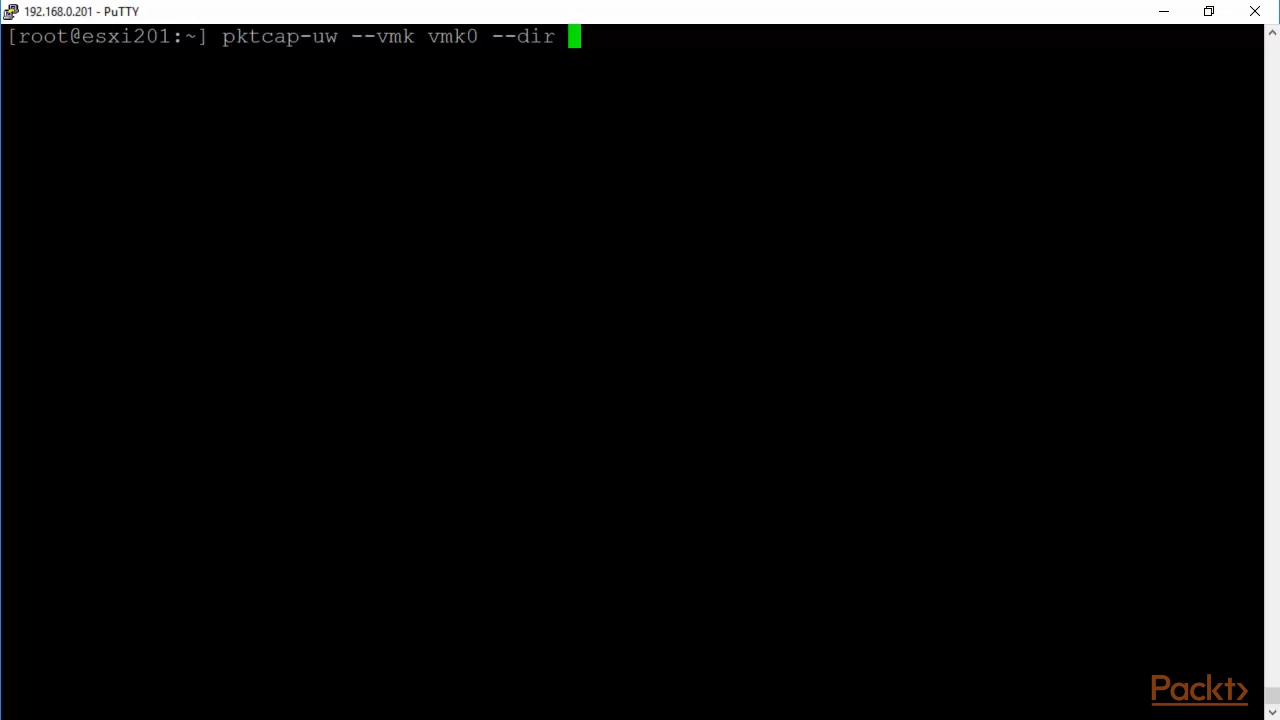 192.168.0.201 - PuTTY
[root@esxi201:~] pktcap-uw --vmk vmk0 --dir
Packt>